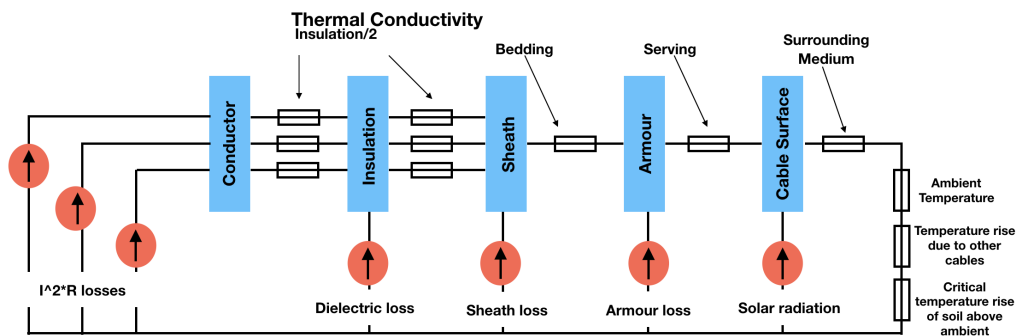 Thermal Conductivity
Insulation/2
Bedding
Serving
Surrounding
Medium
Conductor
Insulation
Sheath
Armour
Cable Surface
Ambient
Temperature
Temperature rise
due to other
cables
Critical
temperature rise
of soil above
ambient
I^2*R losses
Dielectric loss
Sheath loss
Armour loss
Solar radiation